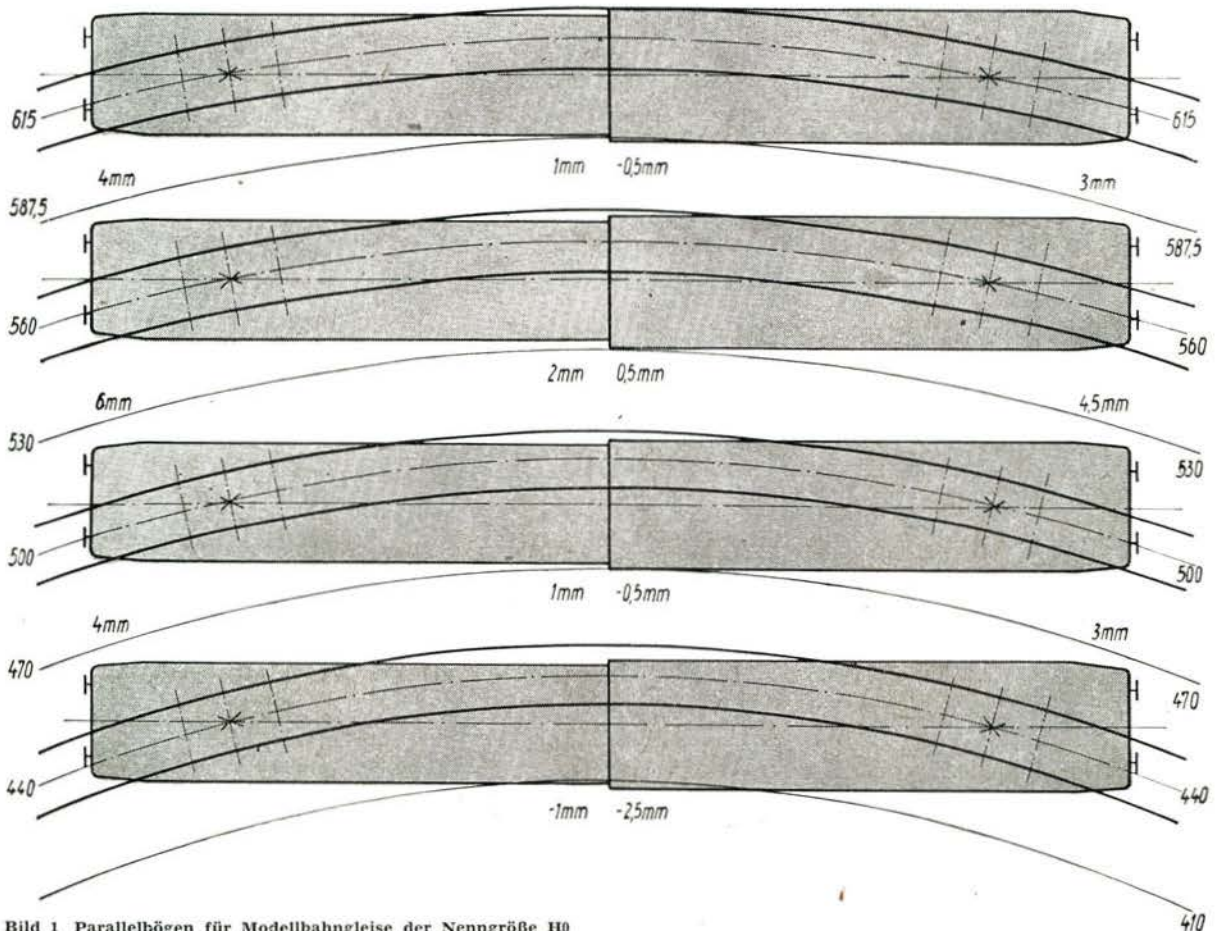 615 615
4mm 1mm -0,5mm 3mm
587,5 587,5
560 560
6mm 2mm 0,5mm 4,5mm
530 530
500 500
4mm 1mm -0,5mm 3mm
470 470
440 440
-1mm -2,5mm
410
Bild 1 Parallelbögen für Modellbahngleise der Nenngröße H0